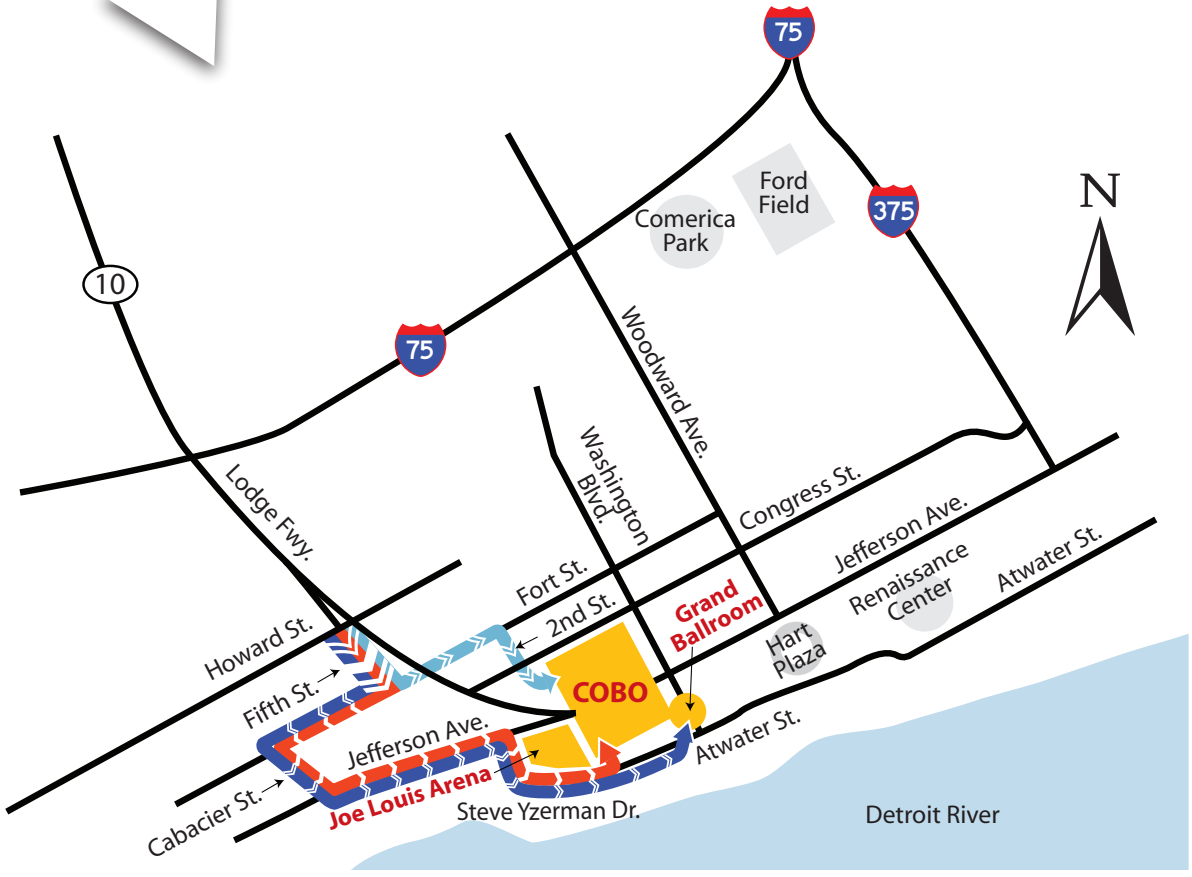 75
Ford
Field
375
N
Comerica
Park
10
75
Woodward Ave.
Washington
Blvd.
Lodge Fwy.
Congress St.
Jefferson Ave.
Renaissance
Center
Atwater St.
Fort St.
2nd St.
Grand
Ballroom
Howard St.
Hart
Plaza
Fifth St.
COBO
Jefferson Ave.
Atwater St.
Joe Louis Arena
Cabacier St.
Steve Yzerman Dr.
Detroit River